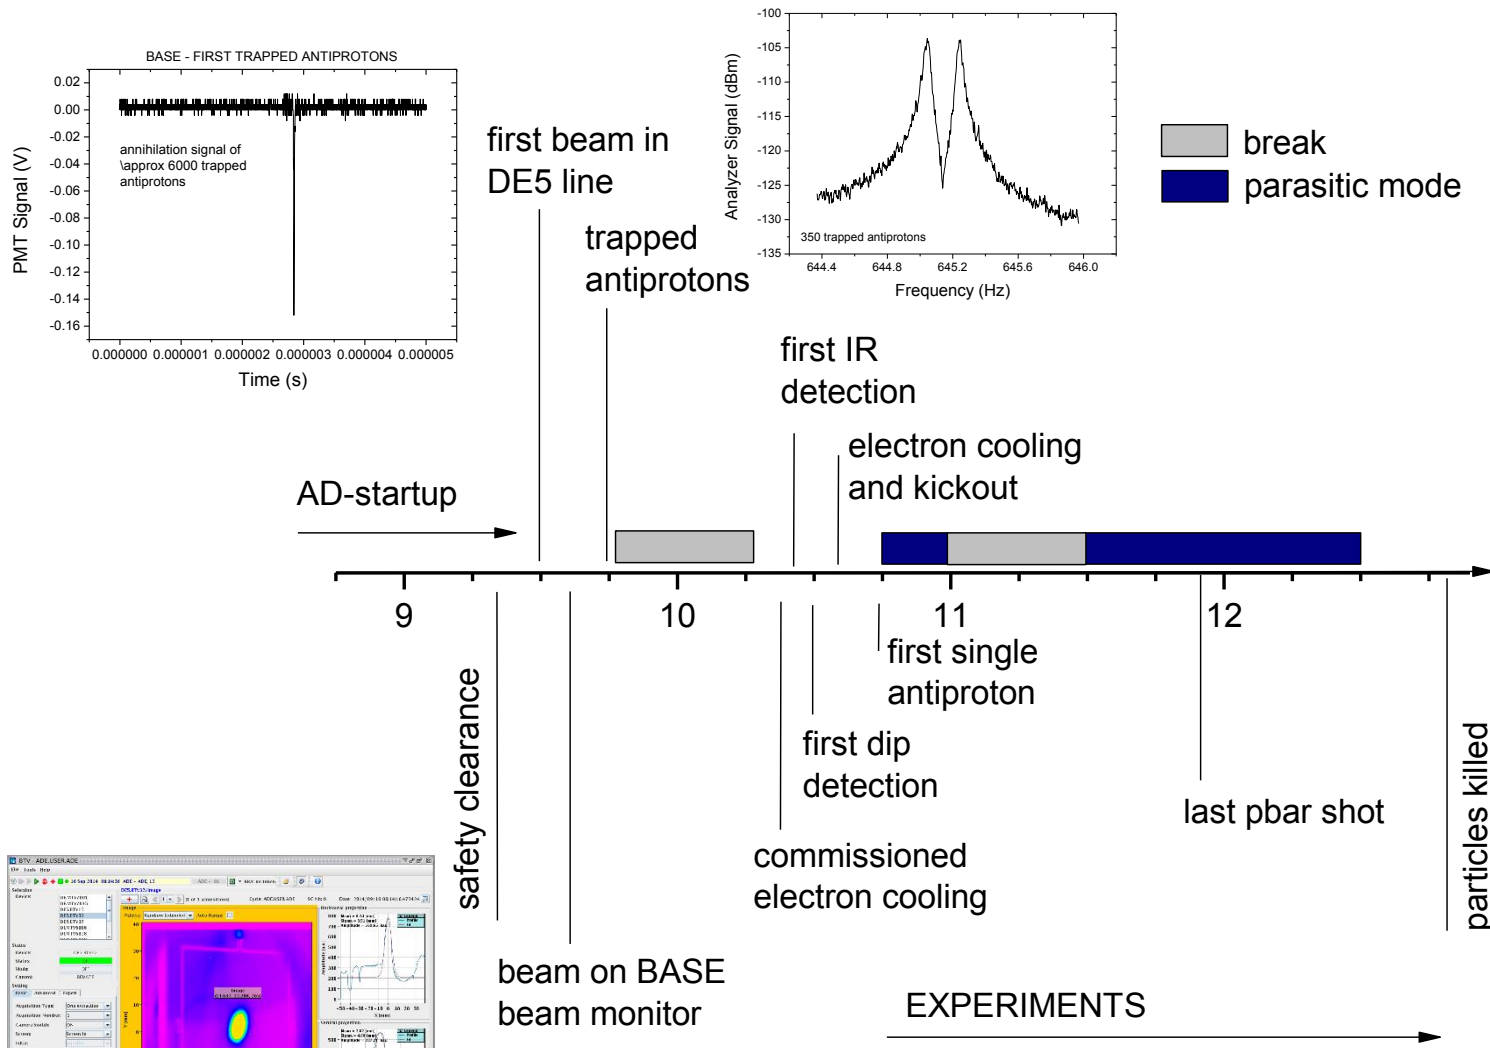 BASE - FIRST TRAPPED ANTIPROTONS
0.02
0.00
-0.02
-0.04
-0.06
-0.08
-0.10
-0.12
-0.14
-0.16
PMT Signal (V)
annihilation signal of
\approx 6000 trapped
antiprotons
0.000000 0.000001 0.000002 0.000003 0.000004 0.000005
Time (s)
first beam in
DE5 line
trapped
antiprotons
-100
-105
-110
-115
-120
-125
-130
-135
Analyzer Signal (dBm)
350 trapped antiprotons
644.4 644.8 645.2 645.6 646.0
Frequency (Hz)
break
parasitic mode
first IR
detection
electron cooling
and kickout
AD-startup
9 10 11 12
safety clearance
first single
antiproton
first dip
detection
commissioned
electron cooling
last pbar shot
particles killed
beam on BASE
beam monitor
EXPERIMENTS
BTV - ADE.USER.ADE